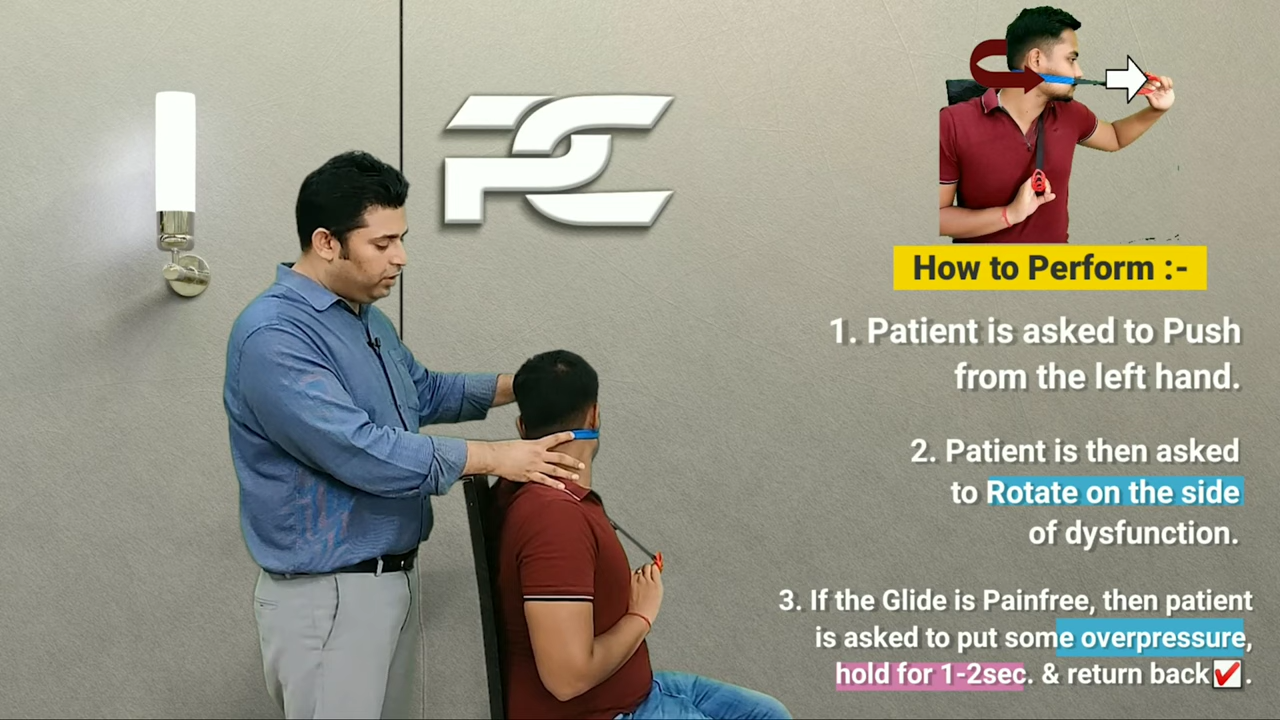 PC
How to Perform :-
1. Patient is asked to Push
from the left hand.
2. Patient is then asked
to Rotate on the side
of dysfunction.
3. If the Glide is Painfree, then patient
is asked to put some overpressure,
hold for 1-2sec. & return back☑.